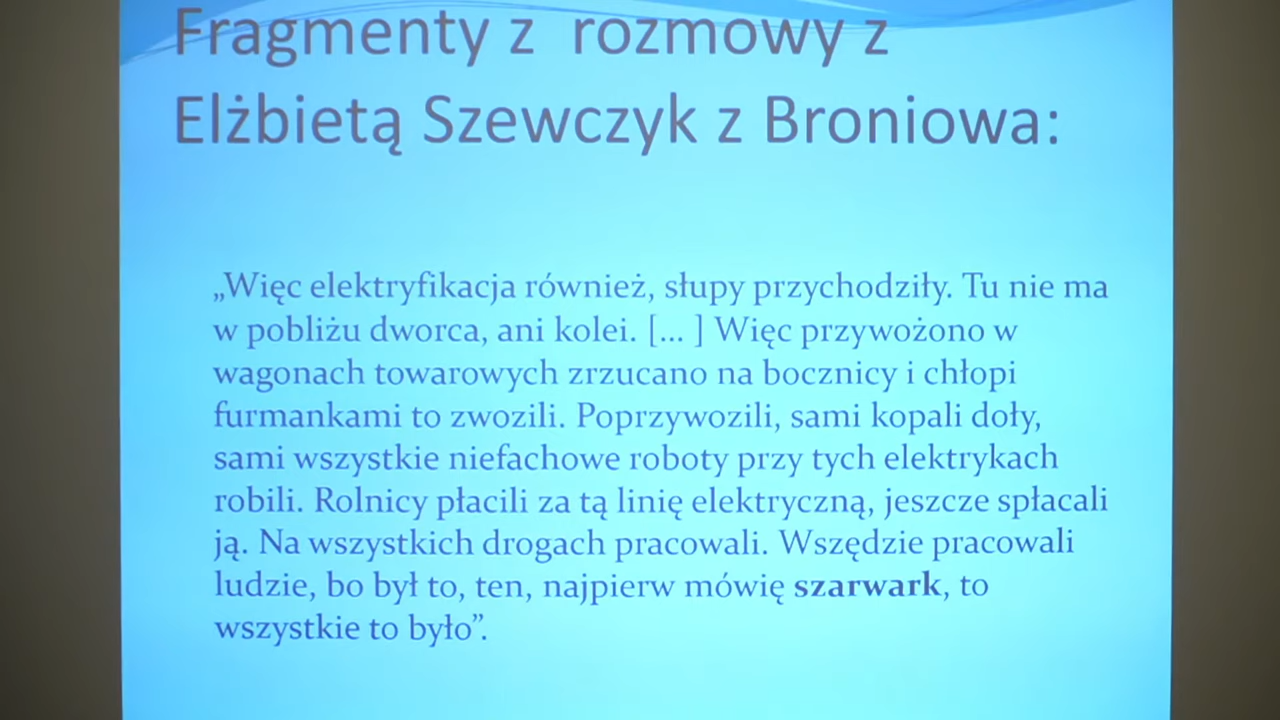 Fragmenty z rozmowy z
Elżbietą Szewczyk z Broniowa:
„Więc elektryfikacja również, słupy przychodziły. Tu nie ma
w pobliżu dworca, ani kolei. [... ] Więc przywożono w
wagonach towarowych zrzucano na bocznicy i chłopi
furmankami to zwozili. Poprzywozili, sami kopali doły,
sami wszystkie niefachowe roboty przy tych elektrykach
robili. Rolnicy płacili za tą linię elektryczną, jeszcze spłacali
ją. Na wszystkich drogach pracowali. Wszędzie pracowali
ludzie, bo był to, ten, najpierw mówię szarwark, to
wszystkie to było”.